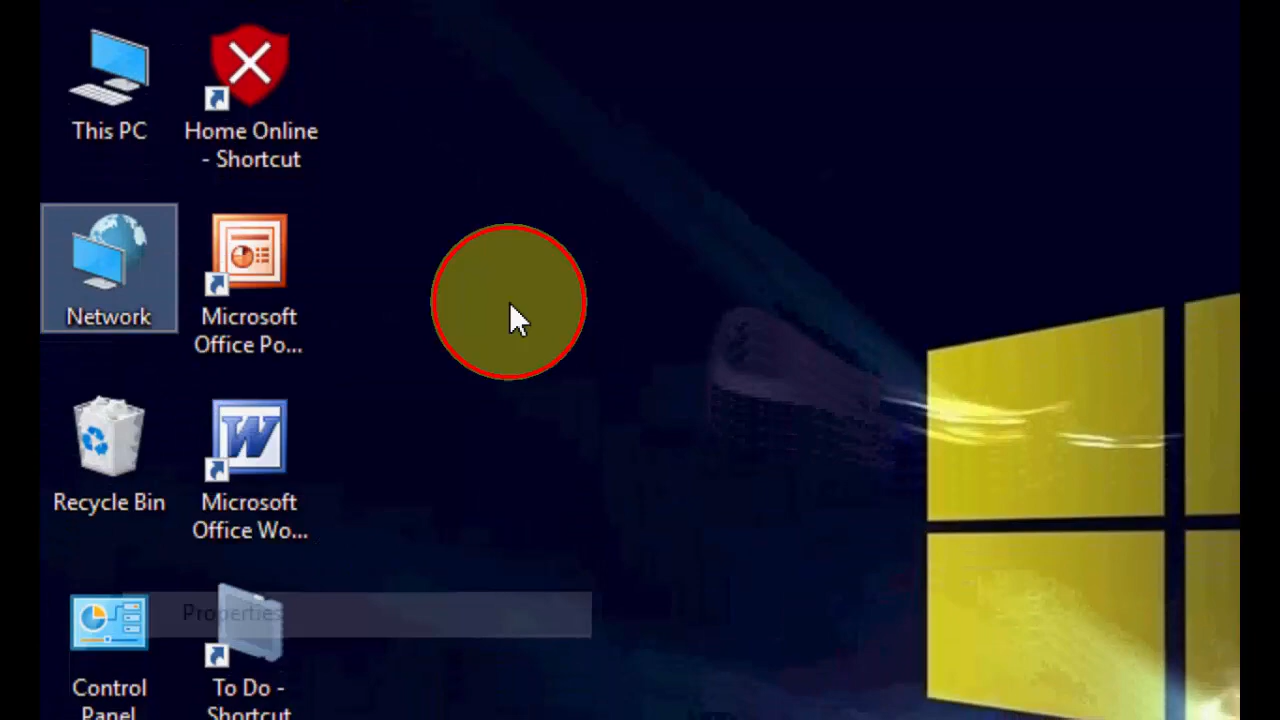 This PC
Home Online
- Shortcut
Network
Microsoft
Office Po...
Recycle Bin
Microsoft
Office Wo...
Properties
Control
Panel
To Do -
Shortcut